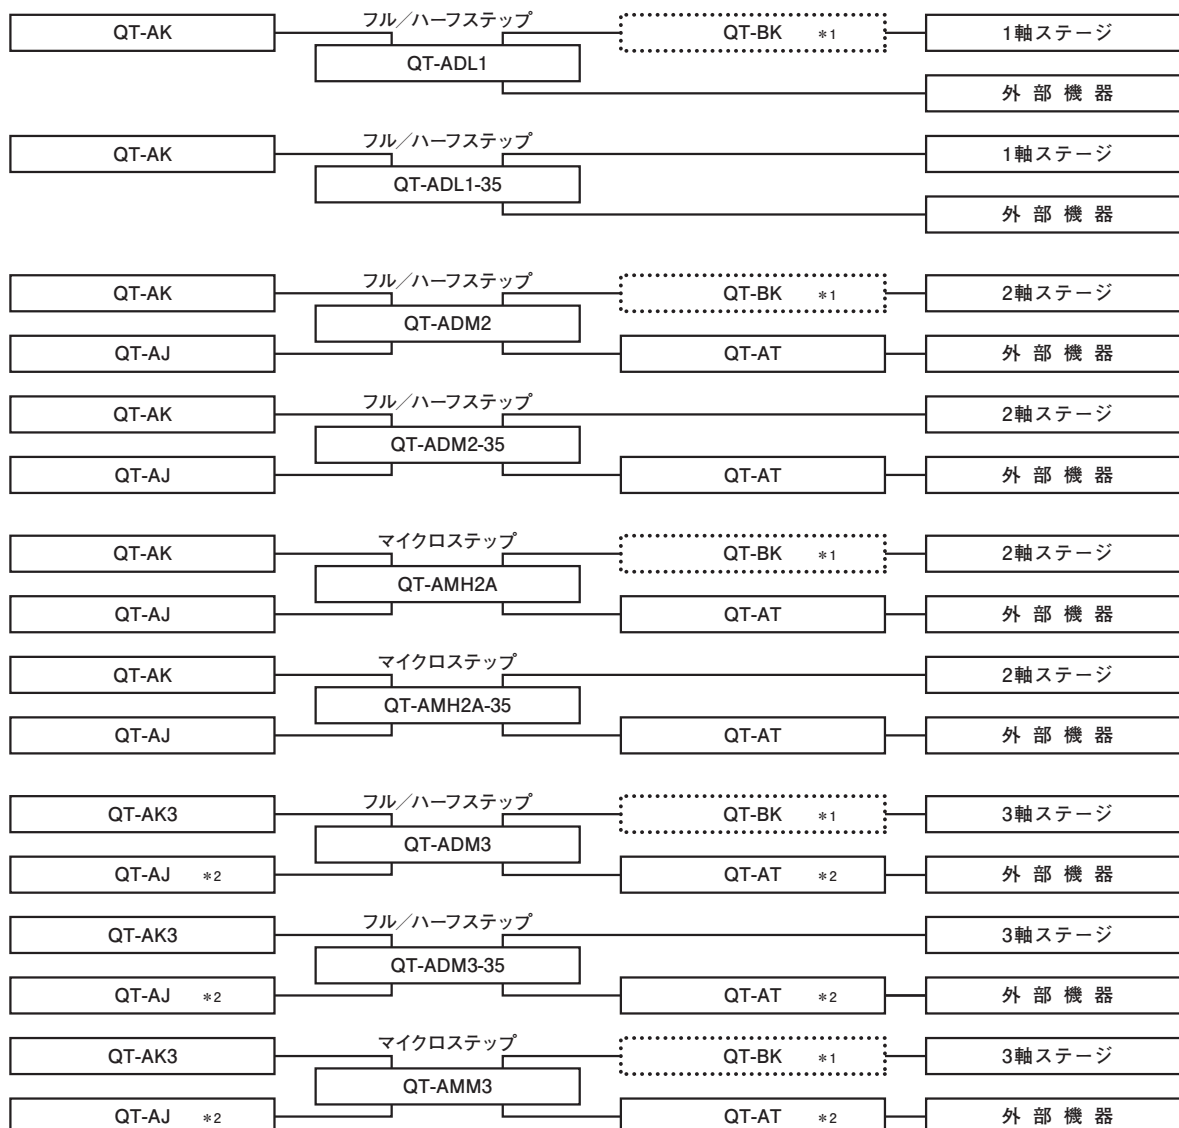 フル／ハーフステップ
QT-AK
QT-BK *1
1軸ステージ
QT-ADL1
外部機器
フル／ハーフステップ
QT-AK
1軸ステージ
QT-ADL1-35
外部機器
フル／ハーフステップ
QT-AK
QT-BK *1
2軸ステージ
QT-ADM2
QT-AJ
QT-AT
外部機器
フル／ハーフステップ
QT-AK
2軸ステージ
QT-ADM2-35
QT-AJ
QT-AT
外部機器
マイクロステップ
QT-AK
QT-BK *1
2軸ステージ
QT-AMH2A
QT-AJ
QT-AT
外部機器
マイクロステップ
QT-AK
2軸ステージ
QT-AMH2A-35
QT-AJ
QT-AT
外部機器
フル／ハーフステップ
QT-AK3
QT-BK *1
3軸ステージ
QT-ADM3
QT-AJ *2
QT-AT *2
外部機器
フル／ハーフステップ
QT-AK3
3軸ステージ
QT-ADM3-35
QT-AJ *2
QT-AT *2
外部機器
マイクロステップ
QT-AK3
QT-BK *1
3軸ステージ
QT-AMM3
QT-AJ *2
QT-AT *2
外部機器